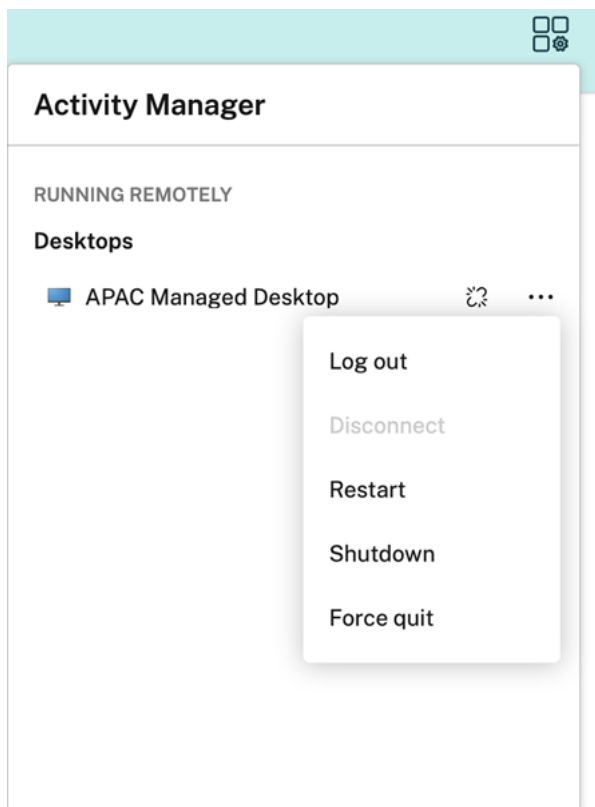 Activity Manager
RUNNING REMOTELY
Desktops
APAC Managed Desktop
Log out
Disconnect
Restart
Shutdown
Force quit